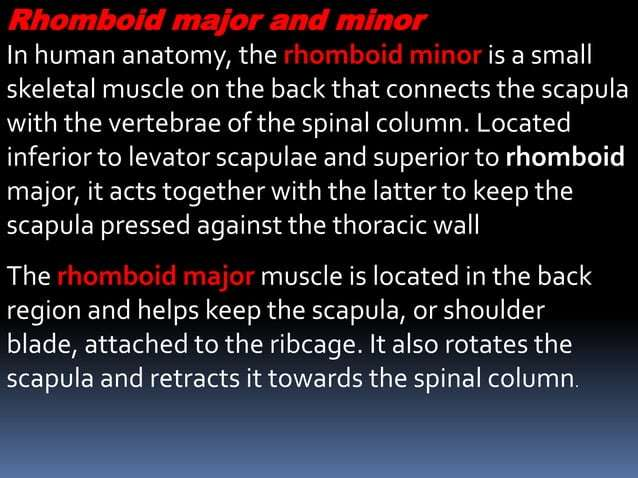 Rhomboid major and minor
In human anatomy, the rhomboid minor is a small
skeletal muscle on the back that connects the scapula
with the vertebrae of the spinal column. Located
inferior to levator scapulae and superior to rhomboid
major, it acts together with the latter to keep the
scapula pressed against the thoracic wall
The rhomboid major muscle is located in the back
region and helps keep the scapula, or shoulder
blade, attached to the ribcage. It also rotates the
scapula and retracts it towards the spinal column.